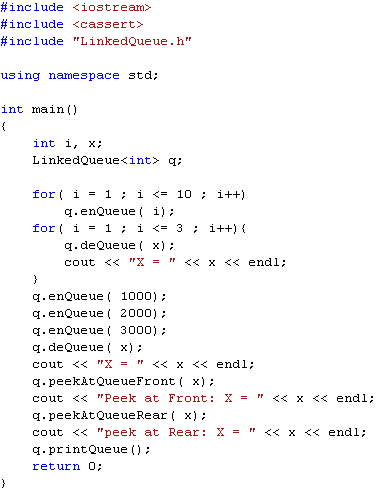 #include <iostream>
#include <cassert>
#include "LinkedQueue.h"
using namespace std;
int main()
{
int i, x;
LinkedQueue<int> q;
for( i = 1 ; i <= 10 ; i++)
q.enQueue( i);
for( i = 1 ; i <= 3 ; i++){
q.deQueue( x);
cout << "X = " << x << endl;
}
q.enQueue( 1000);
q.enQueue( 2000);
q.enQueue( 3000);
q.deQueue( x);
cout << "X = " << x << endl;
q.peekAtQueueFront( x);
cout << "Peek at Front: X = " << x << endl;
q.peekAtQueueRear( x);
cout << "peek at Rear: X = " << x << endl;
q.printQueue();
return 0;
}